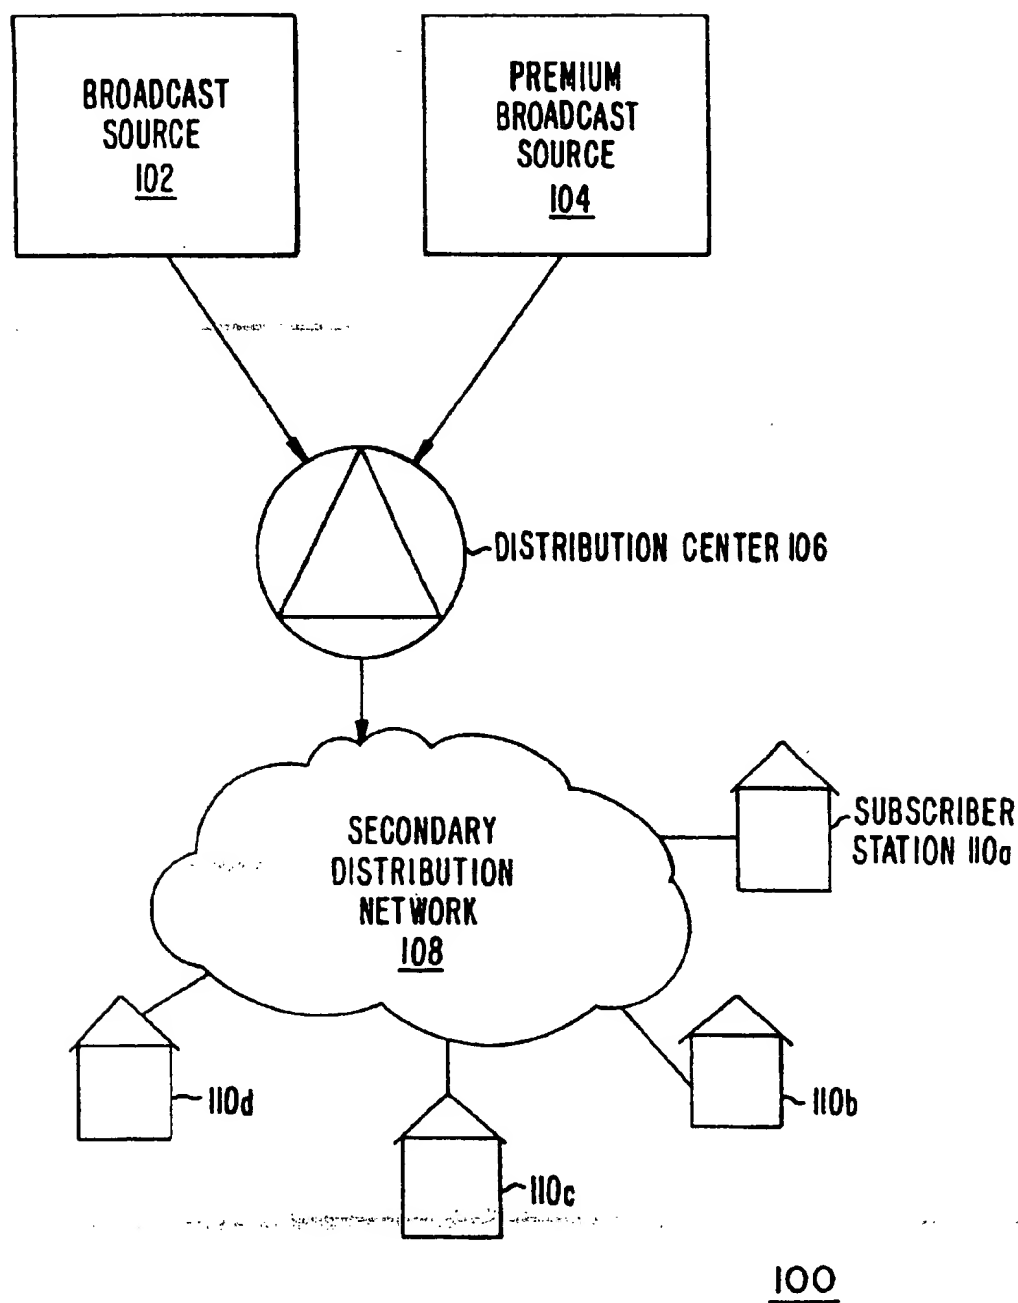 BROADCAST
SOURCE
102
PREMIUM
BROADCAST
SOURCE
104
DISTRIBUTION CENTER 106
SECONDARY
DISTRIBUTION
NETWORK
108
SUBSCRIBER
STATION 110a
110d
110b
110c
100